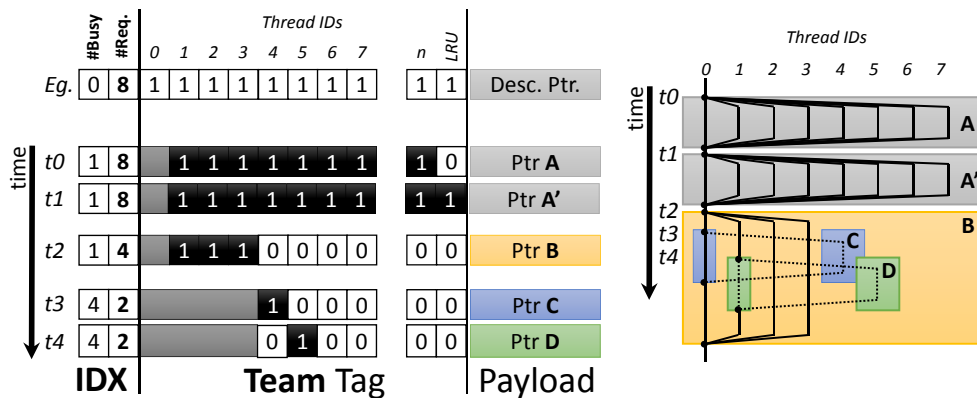 #Busy #Req. Thread IDs
0 1 2 3 4 5 6 7 n LRU
Eg. 0 8 1 1 1 1 1 1 1 1 1 1 Desc. Ptr.
time
t0 1 8 1 1 1 1 1 1 1 1 0 Ptr A
t1 1 8 1 1 1 1 1 1 1 1 1 Ptr A'
t2 1 4 1 1 1 0 0 0 0 0 0 Ptr B
t3 4 2 1 0 0 0 0 0 Ptr C
t4 4 2 0 1 0 0 0 0 Ptr D
IDX Team Tag Payload
Thread IDs
0 1 2 3 4 5 6 7
time
t0
A
t1
A'
t2
B
t3
C
t4
D